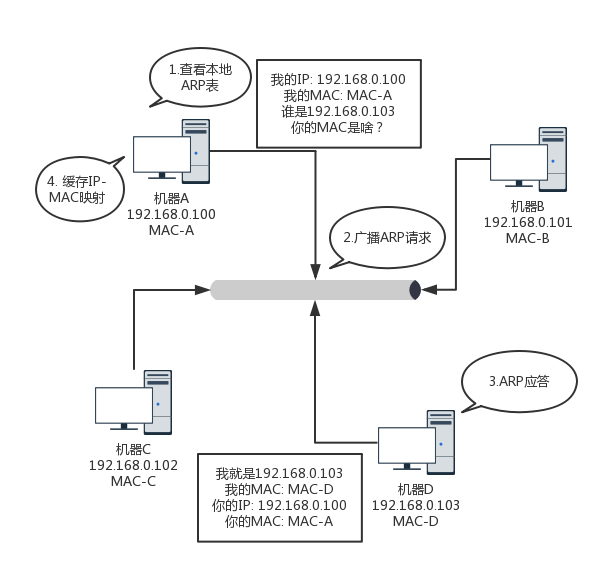 1.查看本地
ARP表
我的IP: 192.168.0.100
我的MAC: MAC-A
谁是192.168.0.103
你的MAC是啥？
4. 缓存IP-
MAC映射
机器A
192.168.0.100
MAC-A
机器B
192.168.0.101
MAC-B
2.广播ARP请求
3.ARP应答
机器C
192.168.0.102
MAC-C
我就是192.168.0.103
我的MAC: MAC-D
你的IP: 192.168.0.100
你的MAC: MAC-A
机器D
192.168.0.103
MAC-D